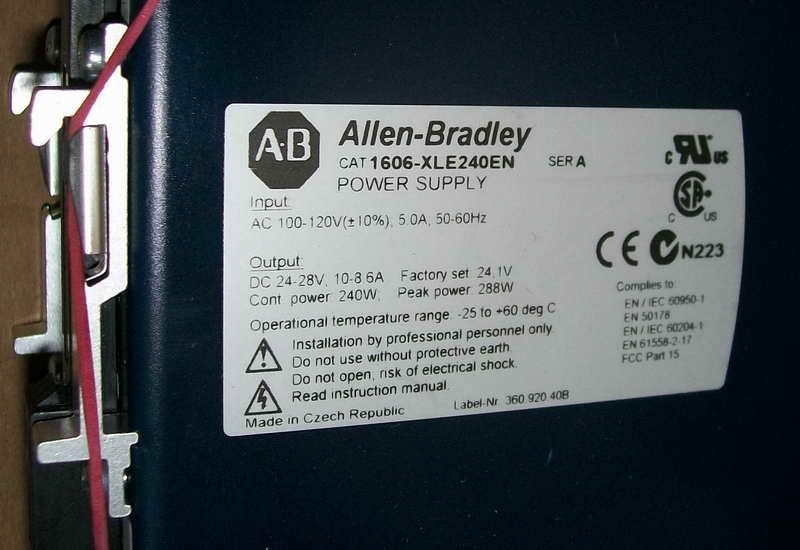 A·B Allen-Bradley
CAT 1606-XLE240EN SER A
POWER SUPPLY
Input:
AC 100-120V(±10%), 5.0A, 50-60Hz
Output:
DC 24-28V, 10-8.6A Factory set: 24.1V
Cont. power: 240W; Peak power: 288W
Operational temperature range: -25 to +60 deg C
Installation by professional personnel only.
Do not use without protective earth.
Do not open, risk of electrical shock.
Read instruction manual.
Made in Czech Republic Label-Nr. 360.920.40B
C RU US
SA
C US
CE N223
Complies to:
EN / IEC 60950-1
EN 50178
EN / IEC 60204-1
EN 61558-2-17
FCC Part 15